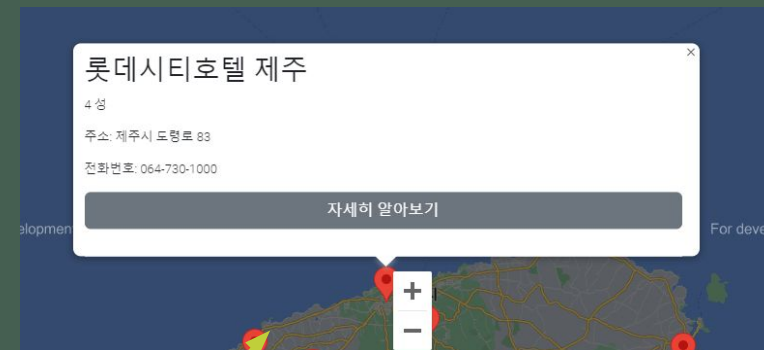 롯데시티호텔 제주
×
4 성
주소: 제주시 도령로 83
전화번호: 064-730-1000
자세히 알아보기
elopmen
For deve
+
−